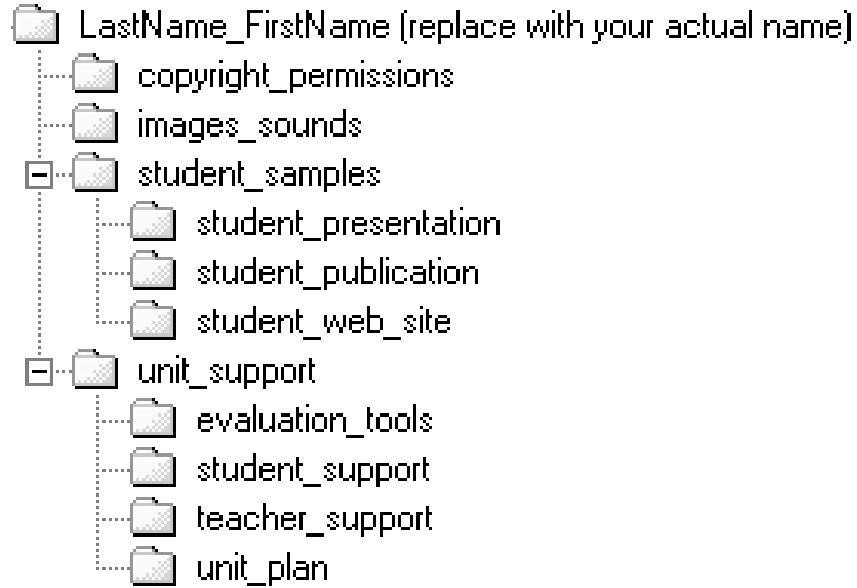 LastName_FirstName (replace with your actual name)
copyright_permissions
images_sounds
student_samples
student_presentation
student_publication
student_web_site
unit_support
evaluation_tools
student_support
teacher_support
unit_plan